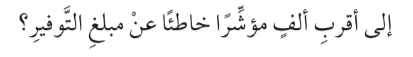 إلى أقربِ ألفٍ مؤشِّرًا خاطئًا عنْ مبلغِ التَّوفيرِ؟